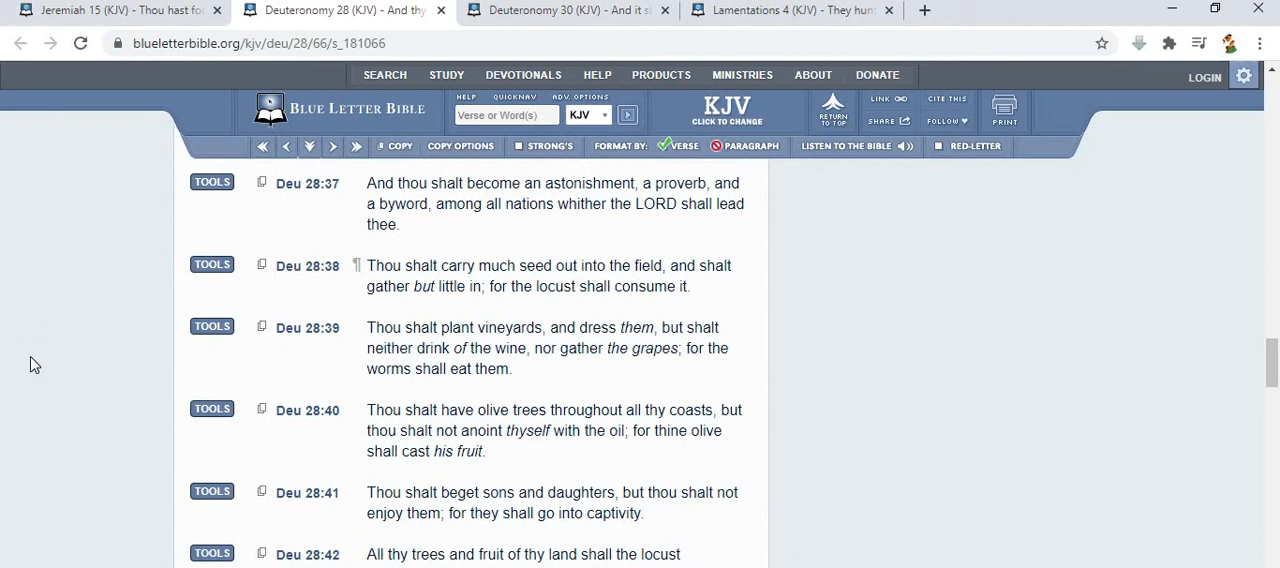 Jeremiah 15 (KJV) - Thou hast fo
Deuteronomy 28 (KJV) - And thy
Deuteronomy 30 (KJV) - And it s
Lamentations 4 (KJV) - They hun
blueletterbible.org/kjv/deu/28/66/s_181066
SEARCH STUDY DEVOTIONALS HELP PRODUCTS MINISTRIES ABOUT DONATE
LOGIN
BLUE LETTER BIBLE
HELP QUICKNAV ADV. OPTIONS
Verse or Word(s) KJV
KJV
CLICK TO CHANGE
RETURN
TO TOP
LINK CITE THIS
SHARE FOLLOW
PRINT
COPY COPY OPTIONS STRONG'S FORMAT BY: VERSE PARAGRAPH LISTEN TO THE BIBLE RED-LETTER
TOOLS Deu 28:37 And thou shalt become an astonishment, a proverb, and
a byword, among all nations whither the LORD shall lead
thee.
TOOLS Deu 28:38 ¶ Thou shalt carry much seed out into the field, and shalt
gather but little in; for the locust shall consume it.
TOOLS Deu 28:39 Thou shalt plant vineyards, and dress them, but shalt
neither drink of the wine, nor gather the grapes; for the
worms shall eat them.
TOOLS Deu 28:40 Thou shalt have olive trees throughout all thy coasts, but
thou shalt not anoint thyself with the oil; for thine olive
shall cast his fruit.
TOOLS Deu 28:41 Thou shalt beget sons and daughters, but thou shalt not
enjoy them; for they shall go into captivity.
TOOLS Deu 28:42 All thy trees and fruit of thy land shall the locust